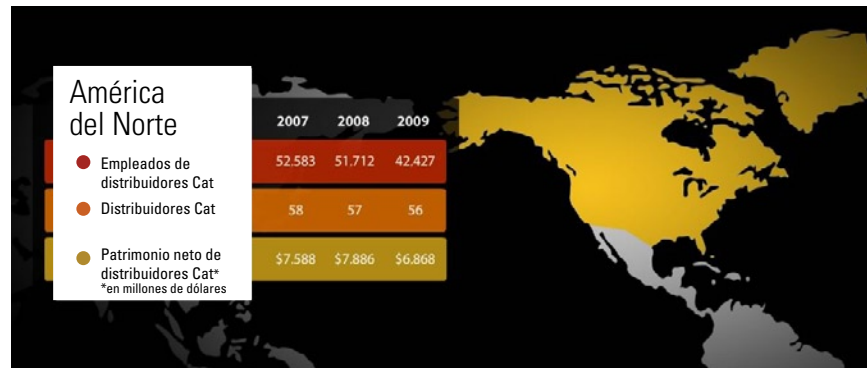 América
del Norte
2007 2008 2009
Empleados de
distribuidores Cat
52.583 51.712 42.427
Distribuidores Cat
58 57 56
Patrimonio neto de
distribuidores Cat*
*en millones de dólares
$7.588 $7.886 $6.868